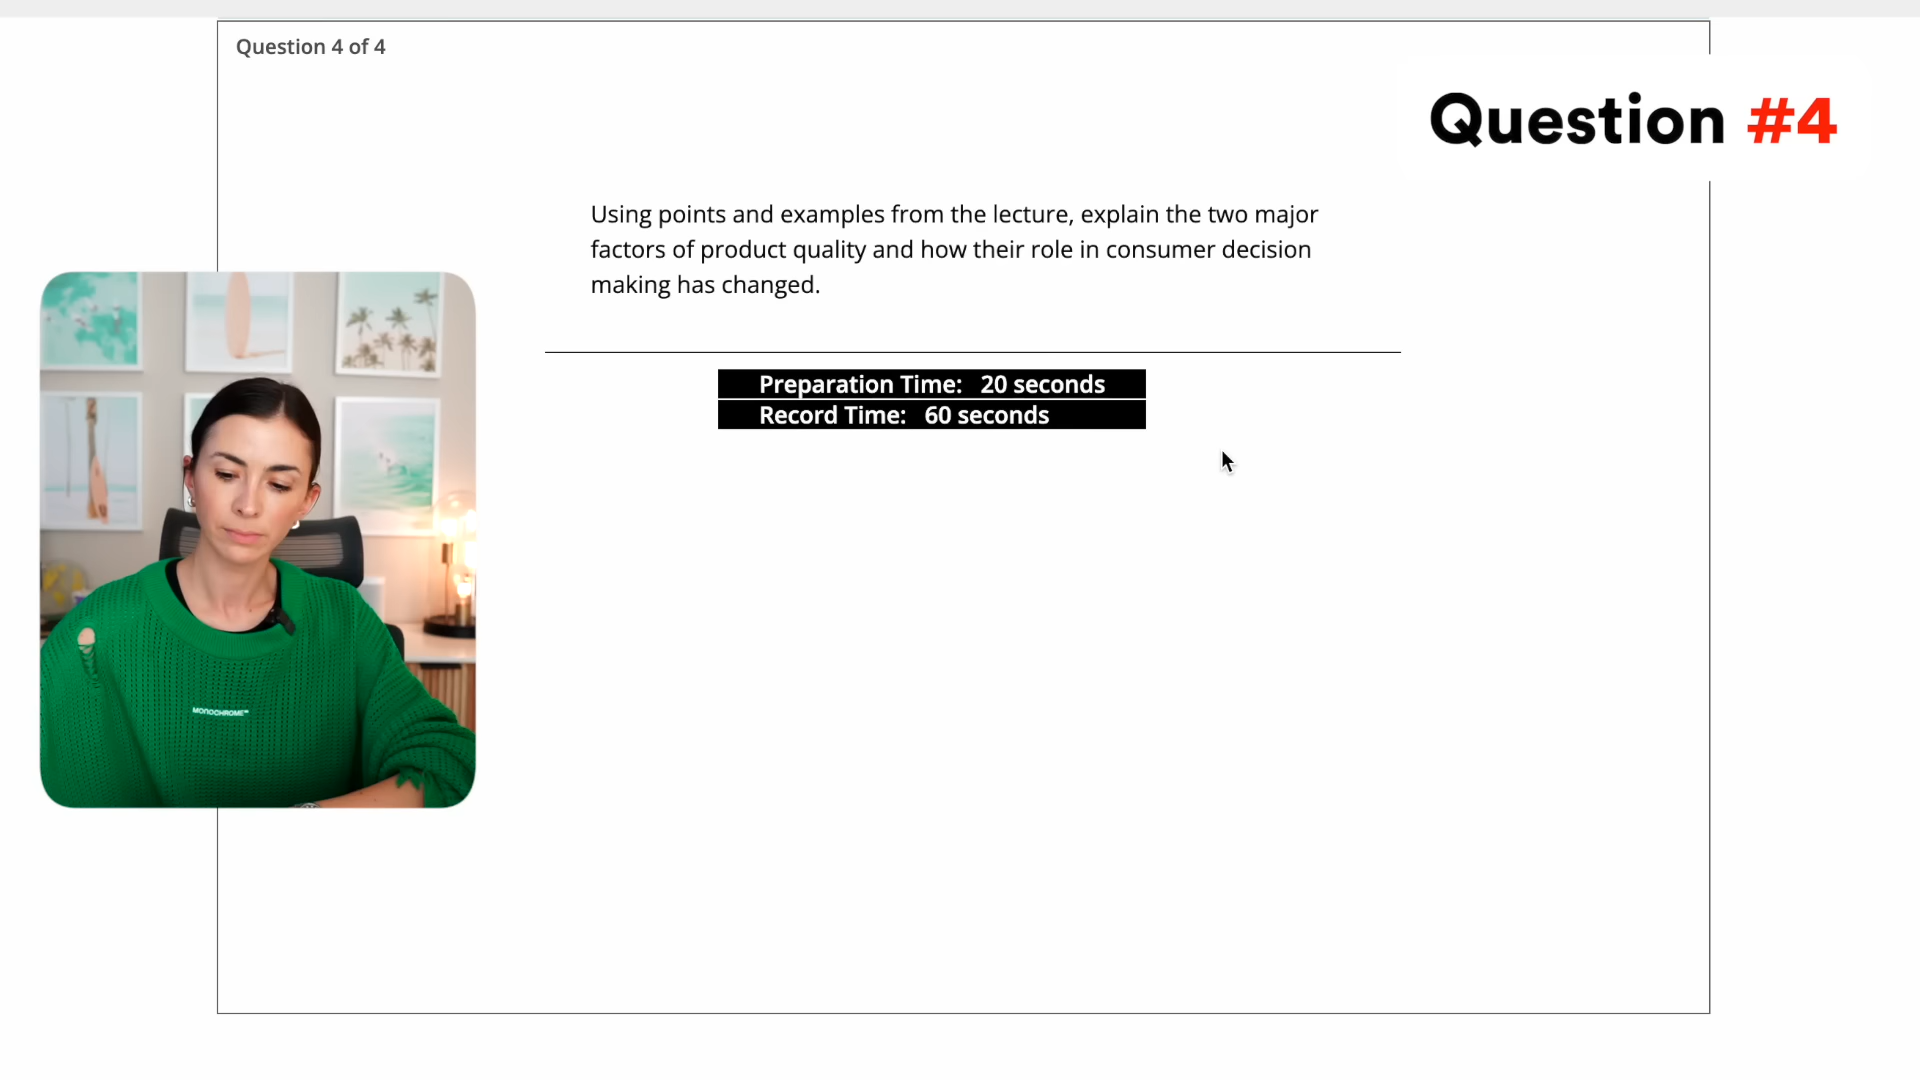 Question 4 of 4
Question #4
Using points and examples from the lecture, explain the two major
factors of product quality and how their role in consumer decision
making has changed.
Preparation Time: 20 seconds
Record Time: 60 seconds
MONOCHROME™